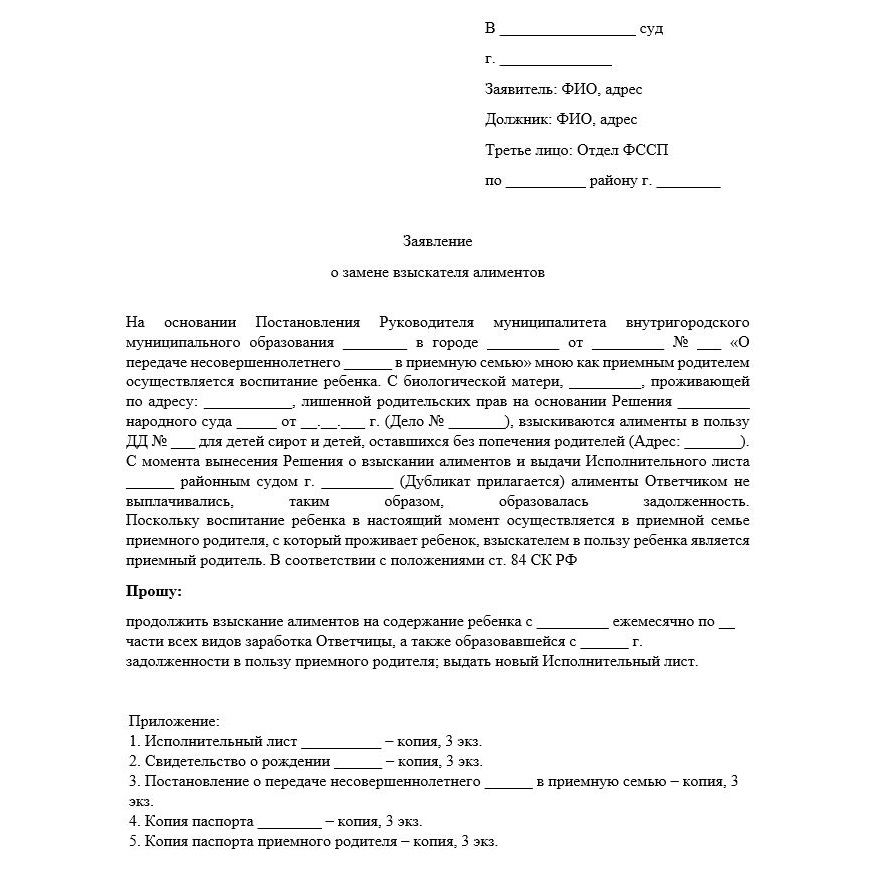 В _________________ суд
г. ______________
Заявитель: ФИО, адрес
Должник: ФИО, адрес
Третье лицо: Отдел ФССП
по __________ району г. ________
Заявление
о замене взыскателя алиментов
На основании Постановления Руководителя муниципалитета внутригородского
муниципального образования ________ в городе _________ от _________ № ___ «О
передаче несовершеннолетнего ______ в приемную семью» мною как приемным родителем
осуществляется воспитание ребенка. С биологической матери, _________, проживающей
по адресу: ___________, лишенной родительских прав на основании Решения _________
народного суда _____ от __.__.___ г. (Дело № _______), взыскиваются алименты в пользу
ДД № ___ для детей сирот и детей, оставшихся без попечения родителей (Адрес: _______).
С момента вынесения Решения о взыскании алиментов и выдачи Исполнительного листа
______ районным судом г. _________ (Дубликат прилагается) алименты Ответчиком не
выплачивались, таким образом, образовалась задолженность.
Поскольку воспитание ребенка в настоящий момент осуществляется в приемной семье
приемного родителя, с который проживает ребенок, взыскателем в пользу ребенка является
приемный родитель. В соответствии с положениями ст. 84 СК РФ
Прошу:
продолжить взыскание алиментов на содержание ребенка с _________ ежемесячно по __
части всех видов заработка Ответчицы, а также образовавшейся с ______ г.
задолженности в пользу приемного родителя; выдать новый Исполнительный лист.
Приложение:
1. Исполнительный лист __________ – копия, 3 экз.
2. Свидетельство о рождении ______ – копия, 3 экз.
3. Постановление о передаче несовершеннолетнего ______ в приемную семью – копия, 3
экз.
4. Копия паспорта ________ – копия, 3 экз.
5. Копия паспорта приемного родителя – копия, 3 экз.